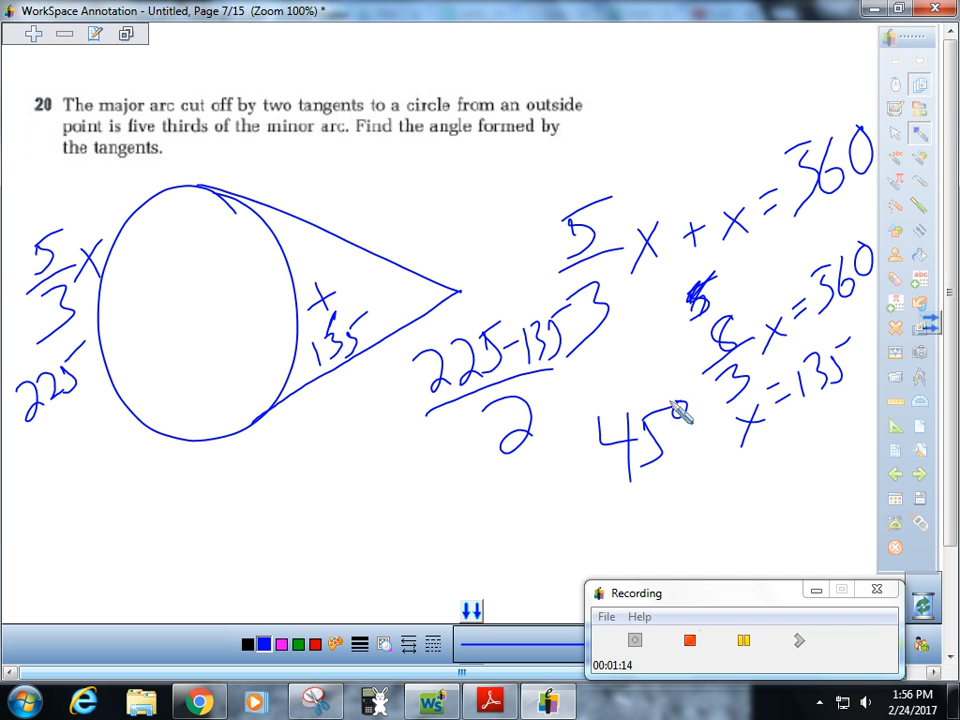 WorkSpace Annotation - Untitled, Page 7/15 (Zoom 100%) *
20 The major arc cut off by two tangents to a circle from an outside
point is five thirds of the minor arc. Find the angle formed by
the tangents.
5/3 x
225
x
135
5/3 x + x = 360
8/3 x = 360
x = 135
225-135
2
45°
Recording
File Help
00:01:14
1:56 PM
2/24/2017